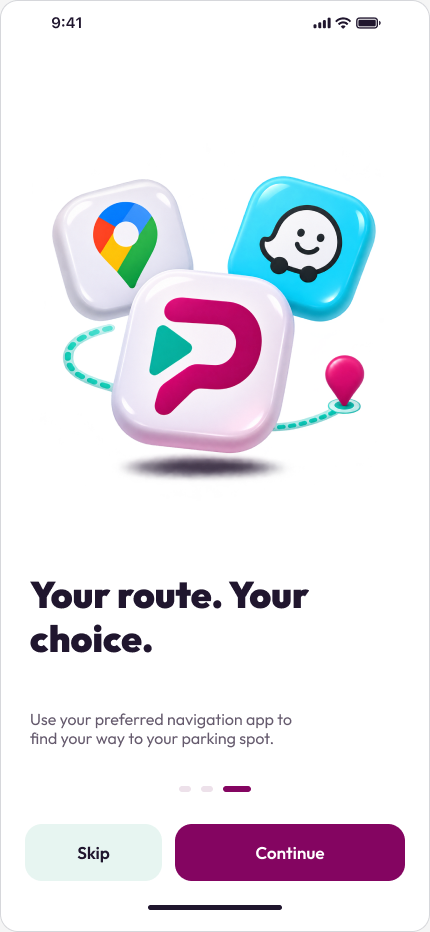 9:41
Your route. Your
choice.
Use your preferred navigation app to
find your way to your parking spot.
Skip
Continue